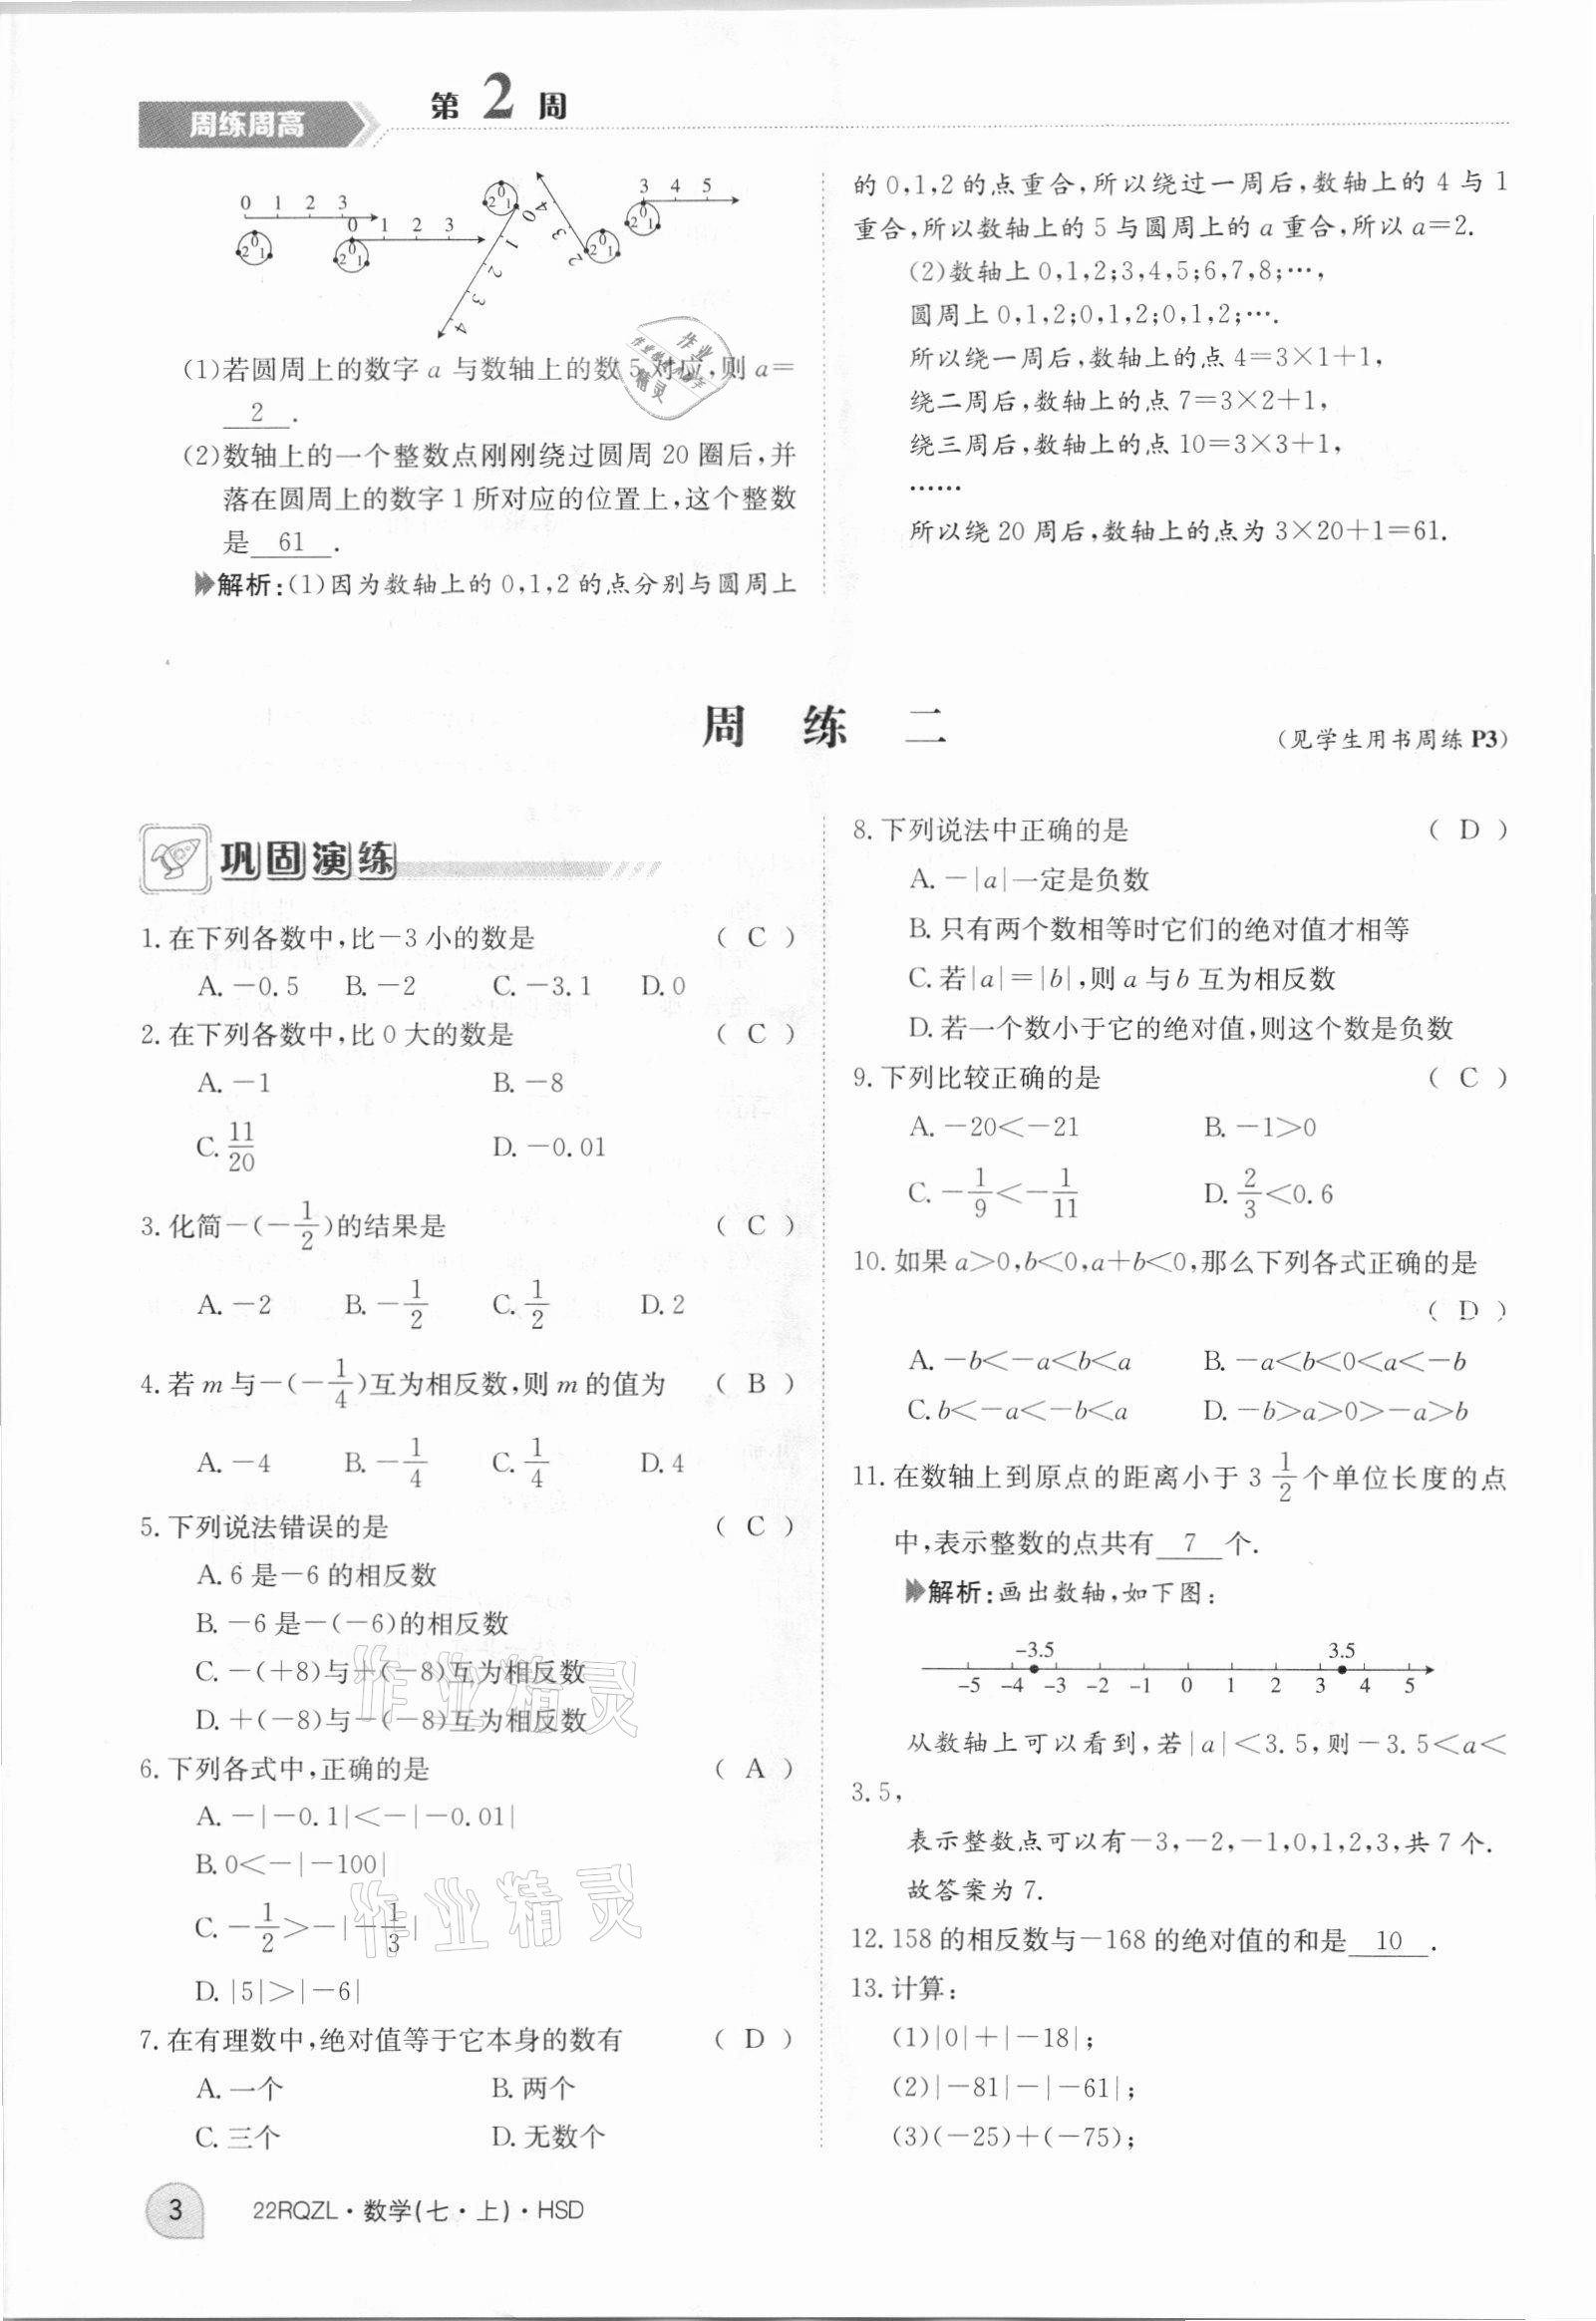 周练周高
第 2 周
0 1 2 3
0 1 2 3
0 1 2 3 4
2 3 4
3 4 5
0 1 2
0 1 2
0 1 2
0 1 2
0 1 2
(1)若圆周上的数字 a 与数轴上的数 5 对应,则 a=
2 .
(2)数轴上的一个整数点刚刚绕过圆周 20 圈后,并
落在圆周上的数字 1 所对应的位置上,这个整数
是 61 .
解析:(1)因为数轴上的 0,1,2 的点分别与圆周上
的 0,1,2 的点重合,所以绕过一周后,数轴上的 4 与 1
重合,所以数轴上的 5 与圆周上的 a 重合,所以 a=2.
(2)数轴上 0,1,2;3,4,5;6,7,8;…,
圆周上 0,1,2;0,1,2;0,1,2;….
所以绕一周后,数轴上的点 4=3×1+1,
绕二周后,数轴上的点 7=3×2+1,
绕三周后,数轴上的点 10=3×3+1,
……
所以绕 20 周后,数轴上的点为 3×20+1=61.
周 练 二
(见学生用书周练 P3)
巩固演练
1. 在下列各数中,比-3 小的数是 ( C )
A. -0.5 B. -2 C. -3.1 D. 0
2. 在下列各数中,比 0 大的数是 ( C )
A. -1 B. -8
C. 11/20 D. -0.01
3. 化简-(-1/2)的结果是 ( C )
A. -2 B. -1/2 C. 1/2 D. 2
4. 若 m 与-(-1/4)互为相反数,则 m 的值为 ( B )
A. -4 B. -1/4 C. 1/4 D. 4
5. 下列说法错误的是 ( C )
A. 6 是-6 的相反数
B. -6 是-(-6)的相反数
C. -(+8)与+(-8)互为相反数
D. +(-8)与-(-8)互为相反数
6. 下列各式中,正确的是 ( A )
A. -|-0.1|<-|-0.01|
B. 0<-|-100|
C. -1/2>-|-1/3|
D. |5|>|-6|
7. 在有理数中,绝对值等于它本身的数有 ( D )
A. 一个 B. 两个
C. 三个 D. 无数个
8. 下列说法中正确的是 ( D )
A. -|a|一定是负数
B. 只有两个数相等时它们的绝对值才相等
C. 若|a|=|b|,则 a 与 b 互为相反数
D. 若一个数小于它的绝对值,则这个数是负数
9. 下列比较正确的是 ( C )
A. -20<-21 B. -1>0
C. -1/9<-1/11 D. 2/3<0.6
10. 如果 a>0,b<0,a+b<0,那么下列各式正确的是
( D )
A. -b<-a<b<a B. -a<b<0<a<-b
C. b<-a<-b<a D. -b>a>0>-a>b
11. 在数轴上到原点的距离小于 3 1/2 个单位长度的点
中,表示整数的点共有 7 个.
解析:画出数轴,如下图:
-3.5 3.5
-5 -4 -3 -2 -1 0 1 2 3 4 5
从数轴上可以看到,若|a|<3.5,则-3.5<a<
3.5,
表示整数点可以有-3,-2,-1,0,1,2,3,共 7 个.
故答案为 7.
12. 158 的相反数与-168 的绝对值的和是 10 .
13. 计算:
(1)|0|+|-18|;
(2)|-81|-|-61|;
(3)(-25)+(-75);
作业精灵
作业精灵
3
22RQZL·数学(七·上)·HSD